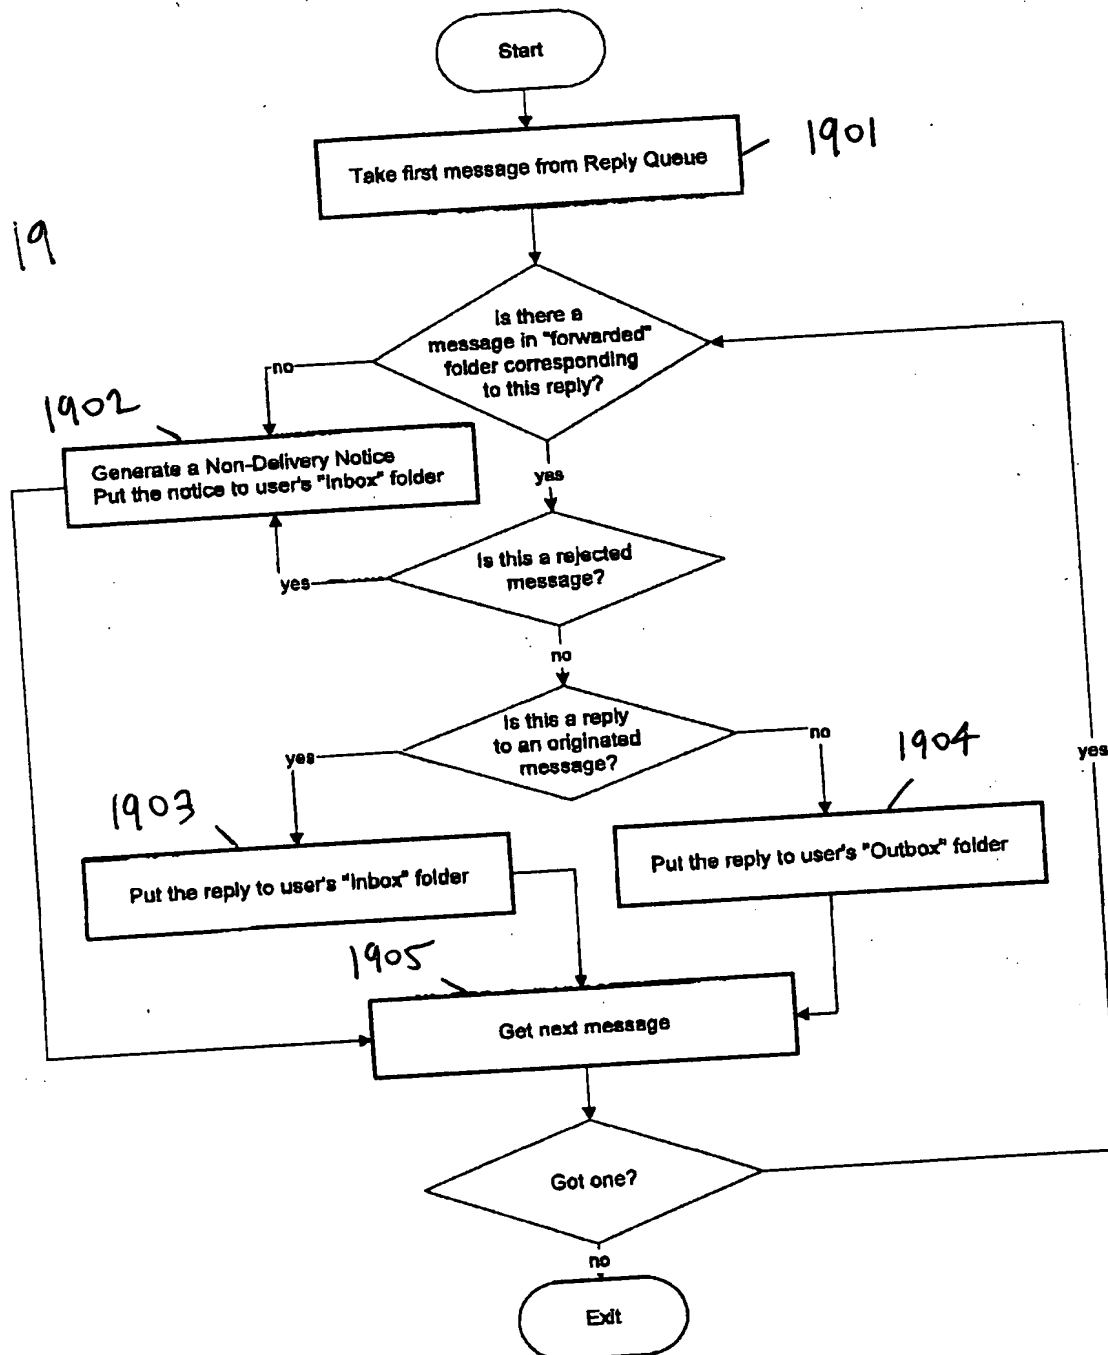 Start
Take first message from Reply Queue
1901
19
Is there a
message in "forwarded"
folder corresponding
to this reply?
no
1902
Generate a Non-Delivery Notice
Put the notice to user's "Inbox" folder
yes
Is this a rejected
message?
yes
no
Is this a reply
to an originated
message?
yes
no
1904
yes
1903
Put the reply to user's "Inbox" folder
Put the reply to user's "Outbox" folder
1905
Get next message
Got one?
no
Exit